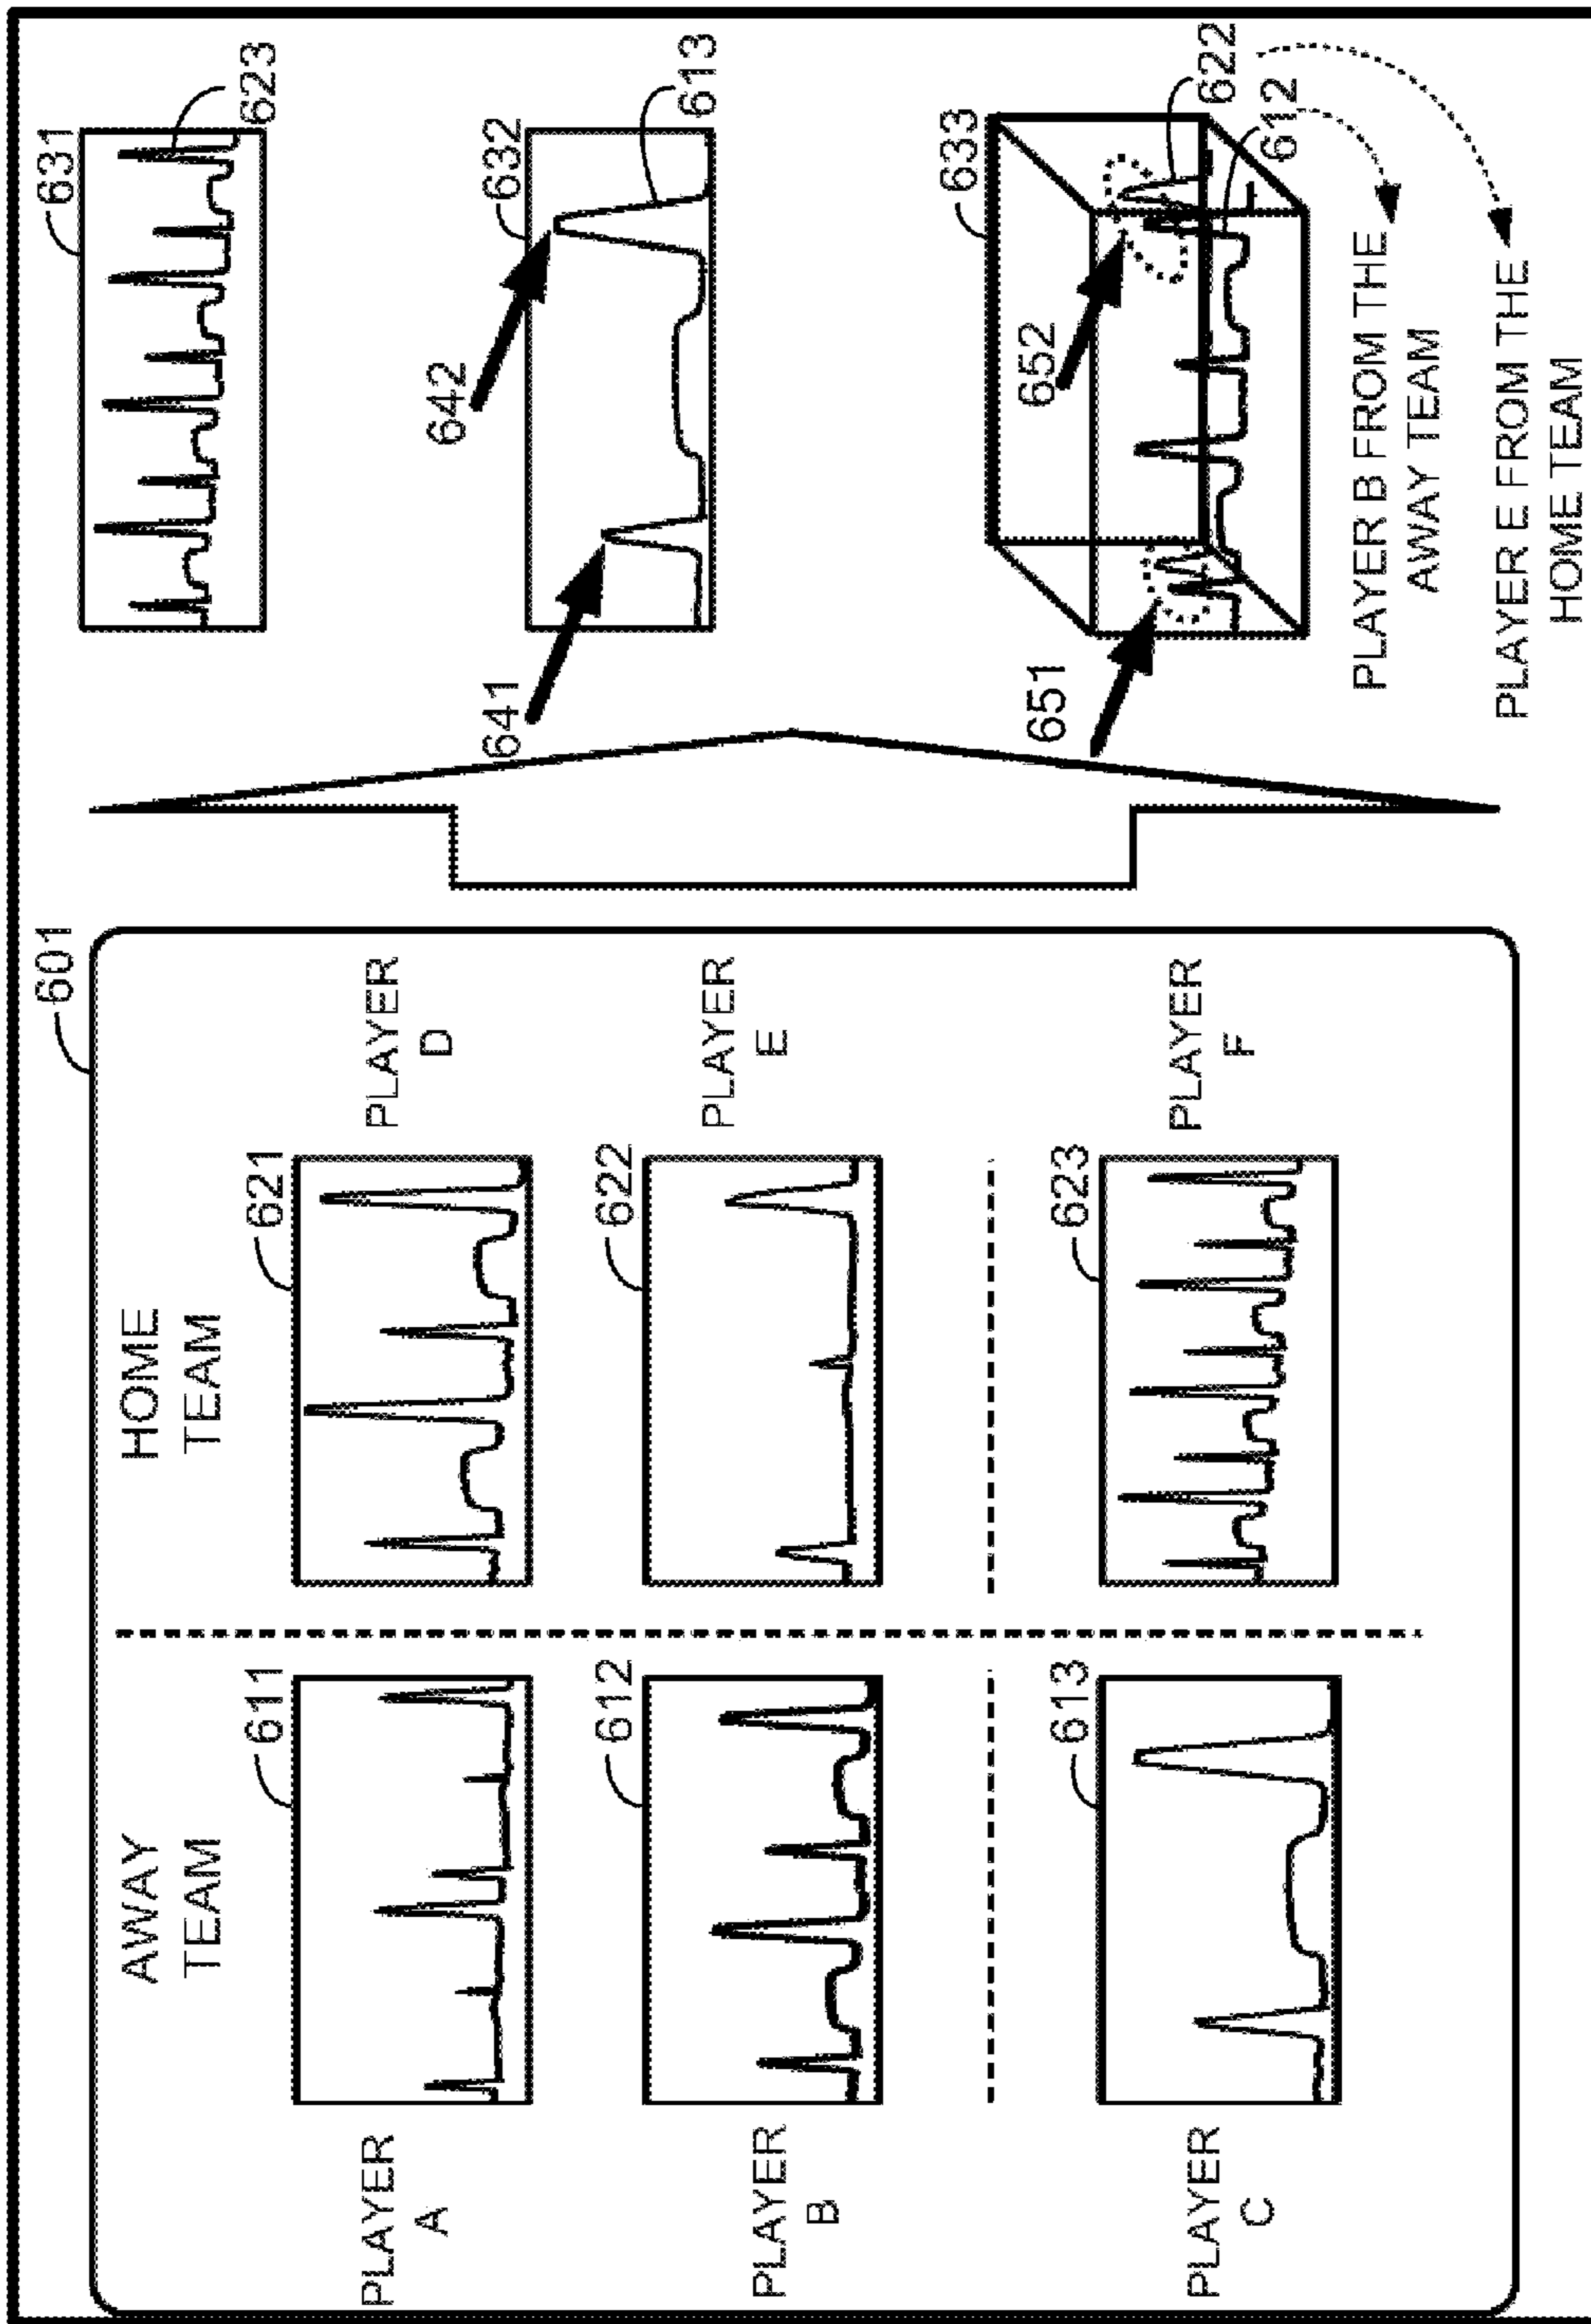 601
AWAY
TEAM
HOME
TEAM
PLAYER
A
611
621
PLAYER
D
PLAYER
B
612
622
PLAYER
E
PLAYER
C
613
623
PLAYER
F
631
623
641
642
632
613
651
652
633
622
612
PLAYER B FROM THE
AWAY TEAM
PLAYER E FROM THE
HOME TEAM